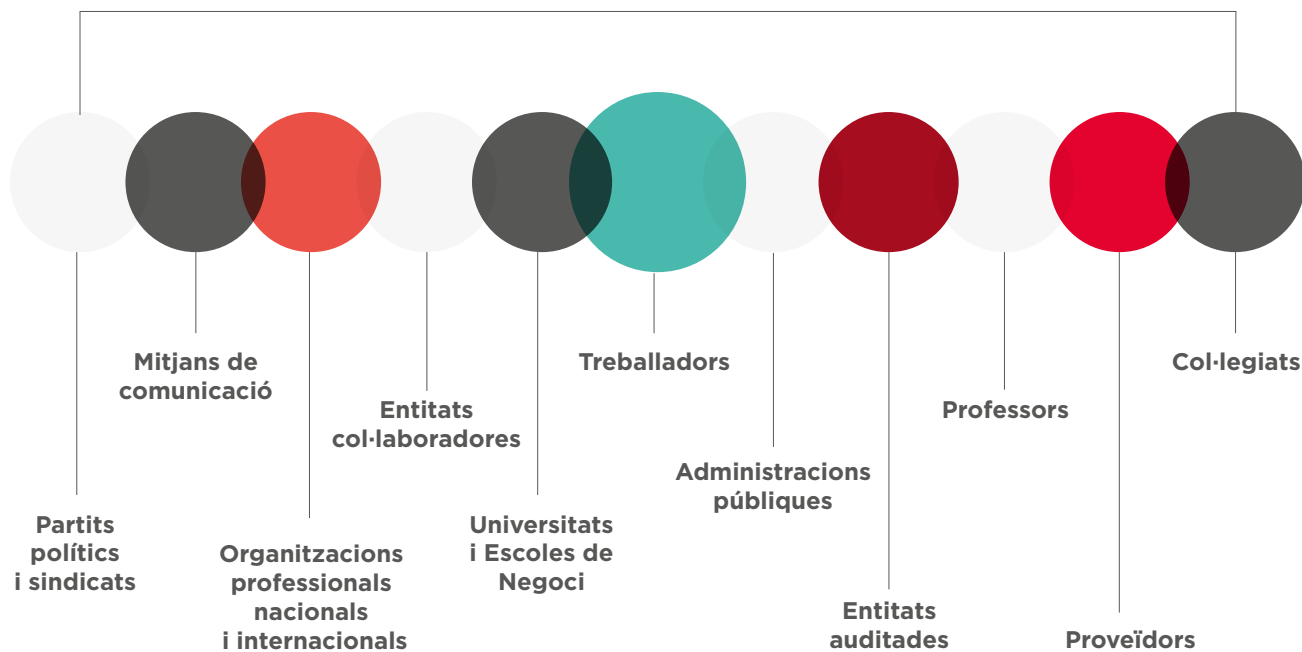 Partits
polítics
i sindicats
Mitjans de
comunicació
Organitzacions
professionals
nacionals
i internacionals
Entitats
col·laboradores
Universitats
i Escoles de
Negoci
Treballadors
Administracions
públiques
Entitats
auditades
Professors
Proveïdors
Col·legiats